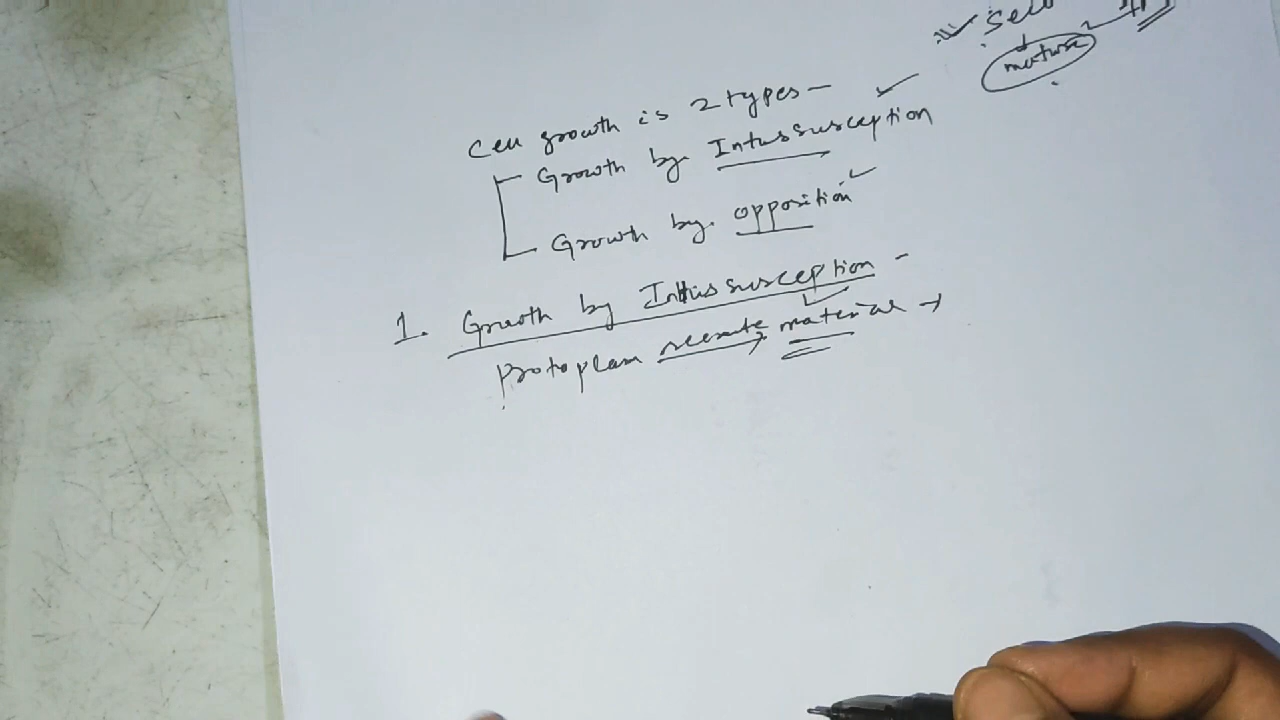 mature
Cell growth is 2 types -
Growth by Intussusception
Growth by opposition
1. Growth by Intussusception -
Protoplasm secrete material →